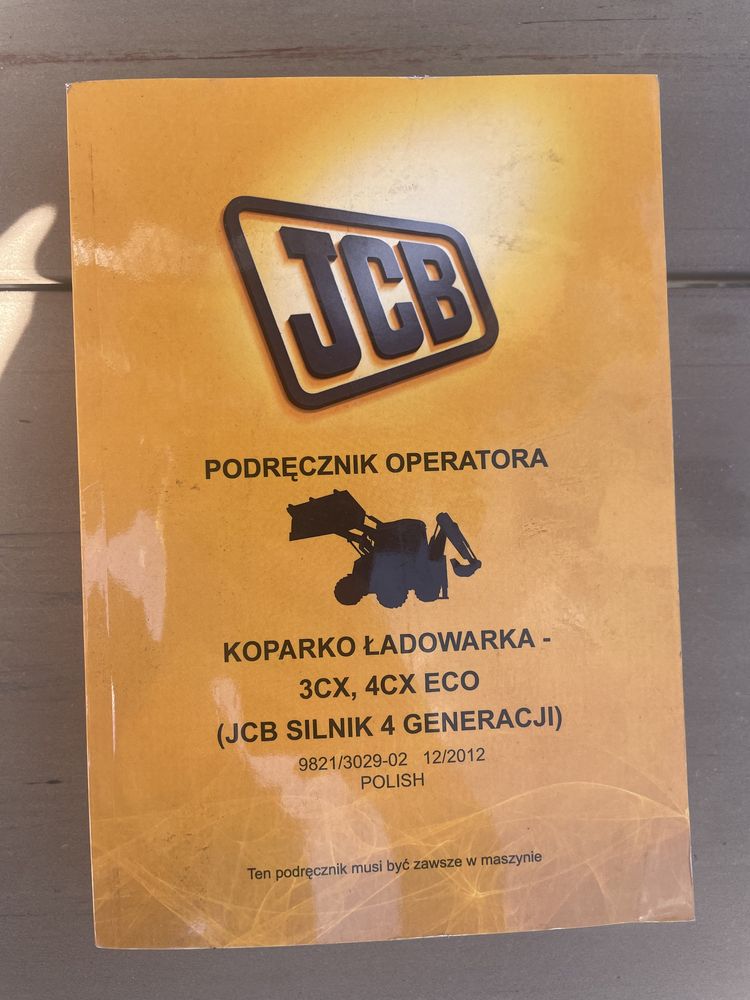 JCB
PODRĘCZNIK OPERATORA
KOPARKO ŁADOWARKA -
3CX, 4CX ECO
(JCB SILNIK 4 GENERACJI)
9821/3029-02 12/2012
POLISH
Ten podręcznik musi być zawsze w maszynie